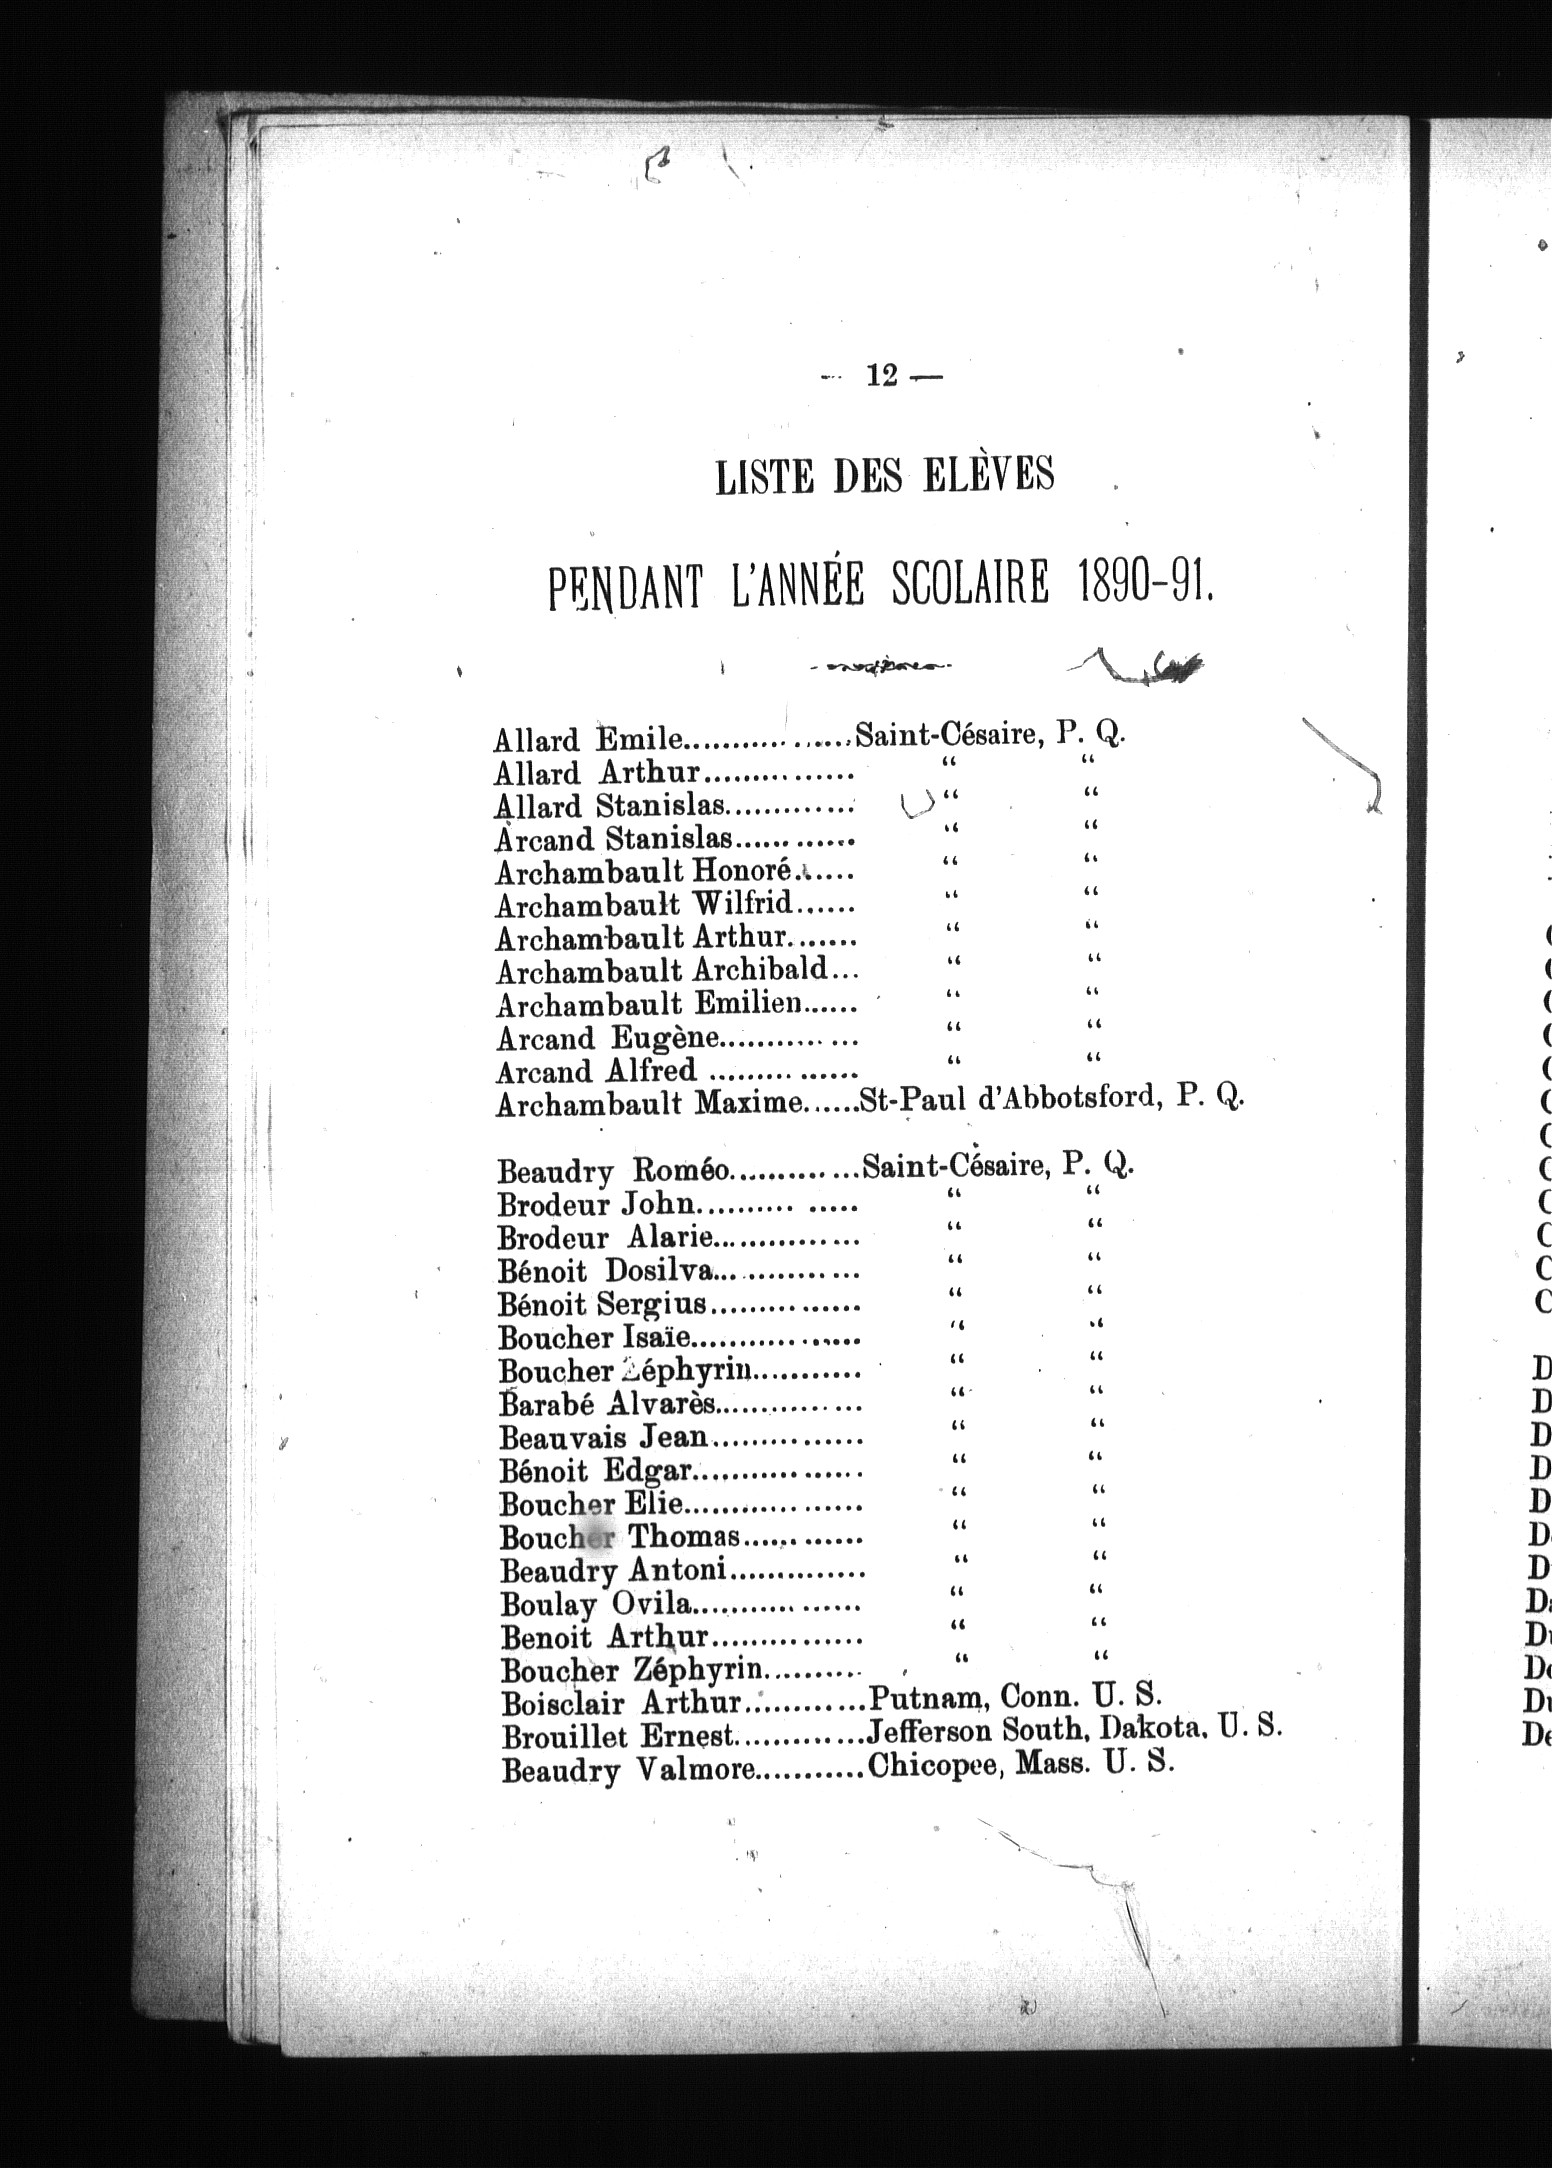 — 12 —
LISTE DES ELÈVES
PENDANT L'ANNÉE SCOLAIRE 1890-91.
Allard Emile..................Saint-Césaire, P. Q.
Allard Arthur............... “ “
Allard Stanislas............. “ “
Arcand Stanislas............ “ “
Archambault Honoré...... “ “
Archambault Wilfrid...... “ “
Archambault Arthur....... “ “
Archambault Archibald... “ “
Archambault Emilien...... “ “
Arcand Eugène.............. “ “
Arcand Alfred ............... “ “
Archambault Maxime......St-Paul d'Abbotsford, P. Q.
Beaudry Roméo.............Saint-Césaire, P. Q.
Brodeur John............... “ “
Brodeur Alarie............... “ “
Bénoit Dosilva............... “ “
Bénoit Sergius............... “ “
Boucher Isaïe................. “ “
Boucher Zéphyrin........... “ “
Barabé Alvarès............... “ “
Beauvais Jean............... “ “
Bénoit Edgar................. “ “
Boucher Elie.................. “ “
Boucher Thomas............ “ “
Beaudry Antoni.............. “ “
Boulay Ovila................. “ “
Benoit Arthur............... “ “
Boucher Zéphyrin.......... “ “
Boisclair Arthur............Putnam, Conn. U. S.
Brouillet Ernest.............Jefferson South, Dakota, U. S.
Beaudry Valmore...........Chicopee, Mass. U. S.